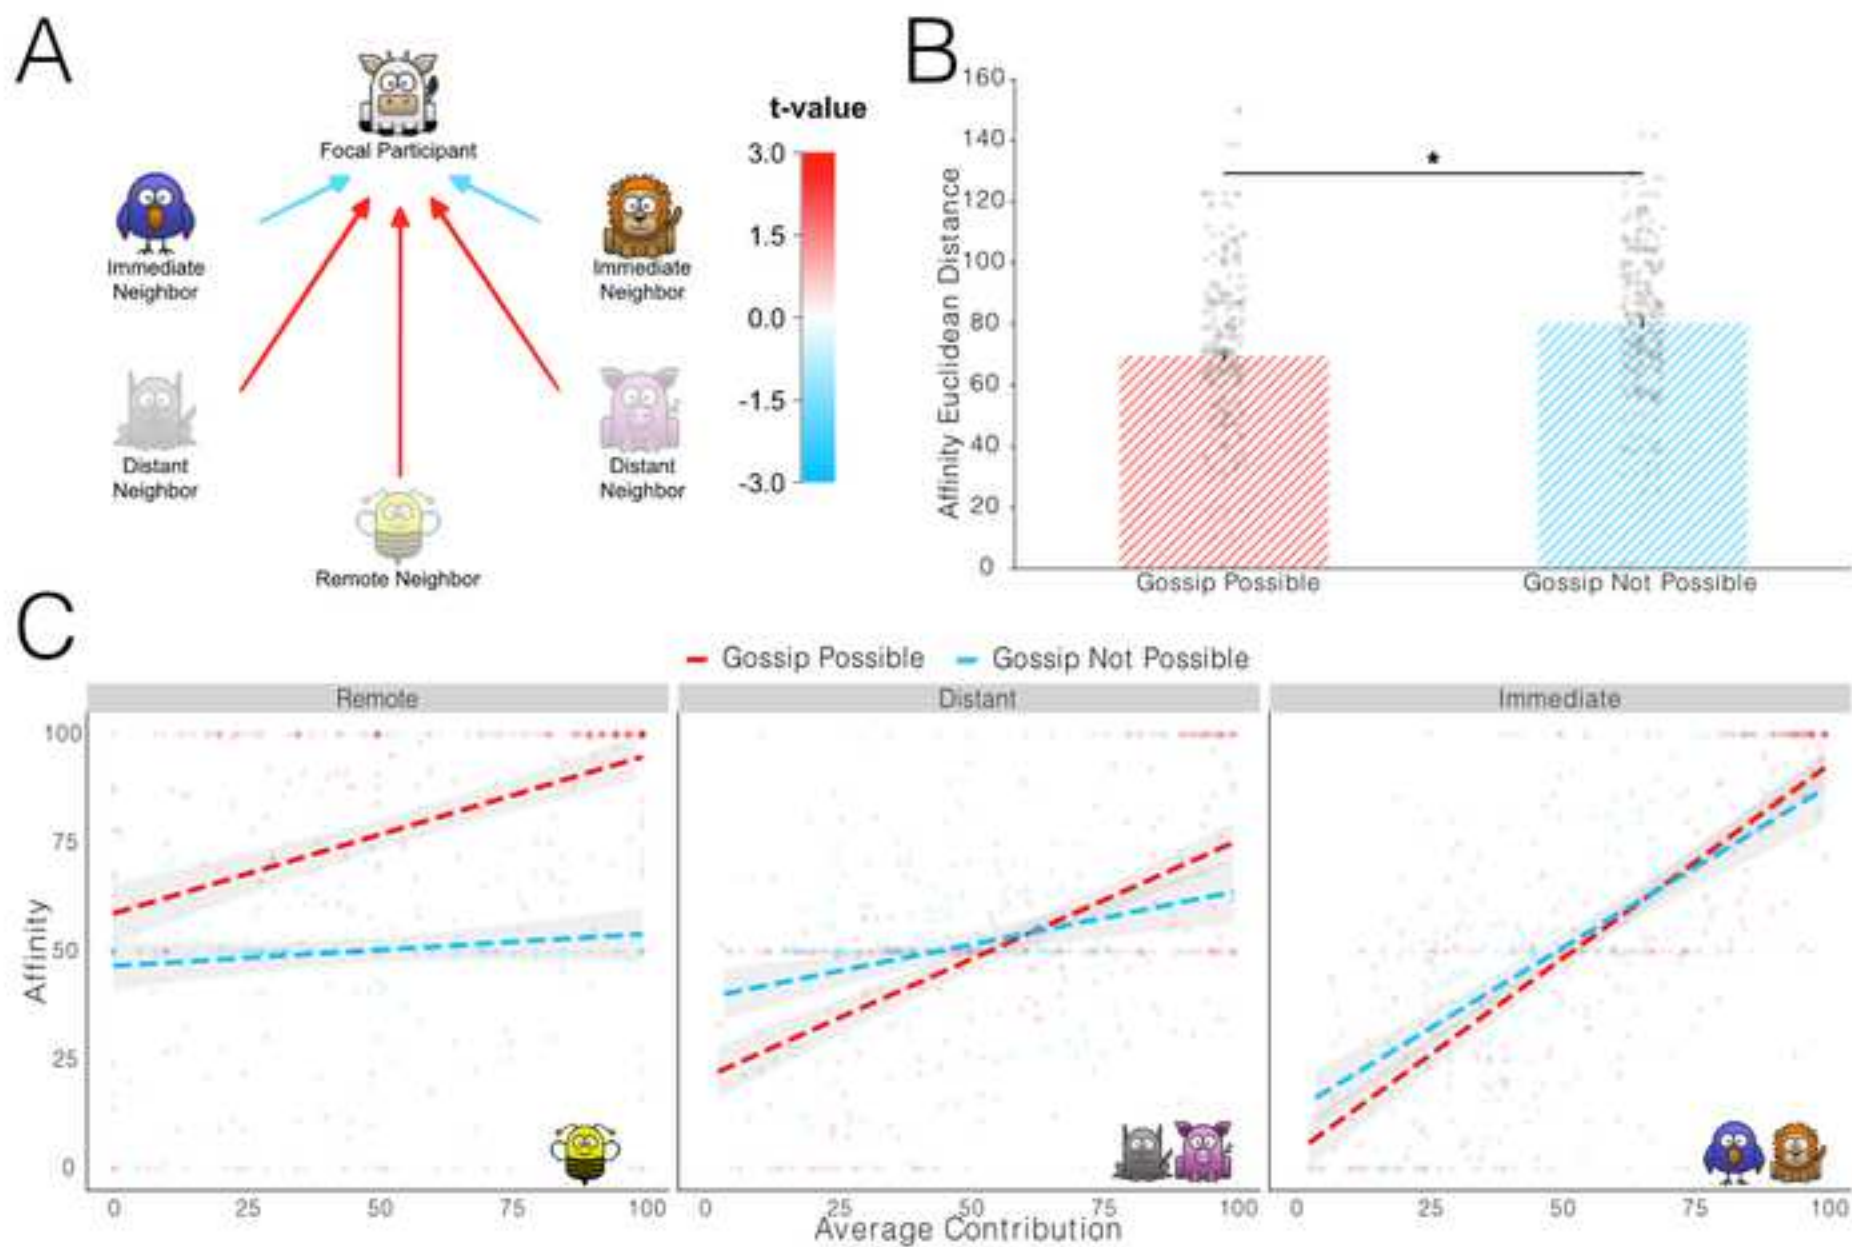 A
Focal Participant
Immediate
Neighbor
Immediate
Neighbor
Distant
Neighbor
Distant
Neighbor
Remote Neighbor
t-value
3.0
1.5
0.0
-1.5
-3.0
B
160
140
120
100
80
60
40
20
0
Affinity Euclidean Distance
*
Gossip Possible
Gossip Not Possible
C
Gossip Possible
Gossip Not Possible
Remote
Distant
Immediate
Affinity
100
75
50
25
0
0 25 50 75 100
0 25 50 75 100
0 25 50 75 100
Average Contribution